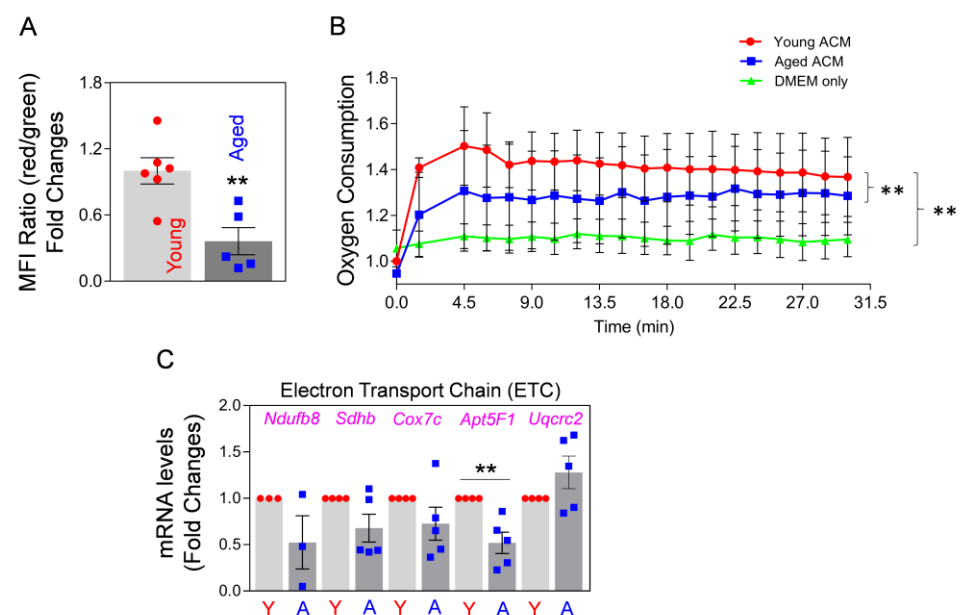 A
MFI Ratio (red/green)
Fold Changes
1.8
1.2
0.6
0.0
Young
Aged
**
B
Young ACM
Aged ACM
DMEM only
Oxygen Consumption
1.8
1.6
1.4
1.2
1.0
0.0 4.5 9.0 13.5 18.0 22.5 27.0 31.5
Time (min)
**
**
C
Electron Transport Chain (ETC)
mRNA levels
(Fold Changes)
2.0
1.5
1.0
0.5
0.0
Ndufb8 Sdhb Cox7c Apt5F1 Uqcrc2
**
Y A Y A Y A Y A Y A